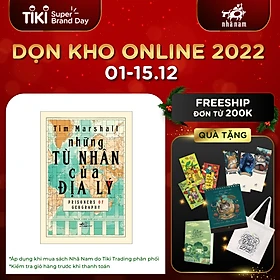 TIKI Super Brand Day
nhã nam
DỌN KHO ONLINE 2022
01-15.12
FREESHIP
ĐƠN TỪ 200K
QUÀ TẶNG
Tim Marshall
những
TÙ NHÂN
của
ĐỊA LÝ
PRISONERS OF
GEOGRAPHY
*Áp dụng khi mua sách Nhã Nam do Tiki Trading phân phối
*Kiểm tra giỏ hàng trước khi thanh toán